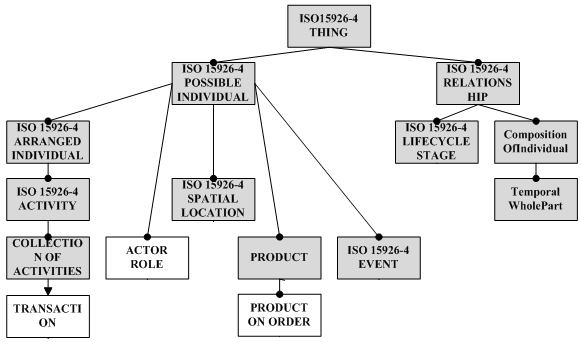 ISO15926-4
THING
ISO 15926-4
POSSIBLE
INDIVIDUAL
ISO 15926-4
RELATIONS
HIP
ISO 15926-4
ARRANGED
INDIVIDUAL
ISO 15926-4
LIFECYCLE
STAGE
Composition
OfIndividual
ISO 15926-4
ACTIVITY
ISO 15926-4
SPATIAL
LOCATION
Temporal
WholePart
COLLECTIO
N OF
ACTIVITIES
ACTOR
ROLE
PRODUCT
ISO 15926-4
EVENT
TRANSACTI
ON
PRODUCT
ON ORDER